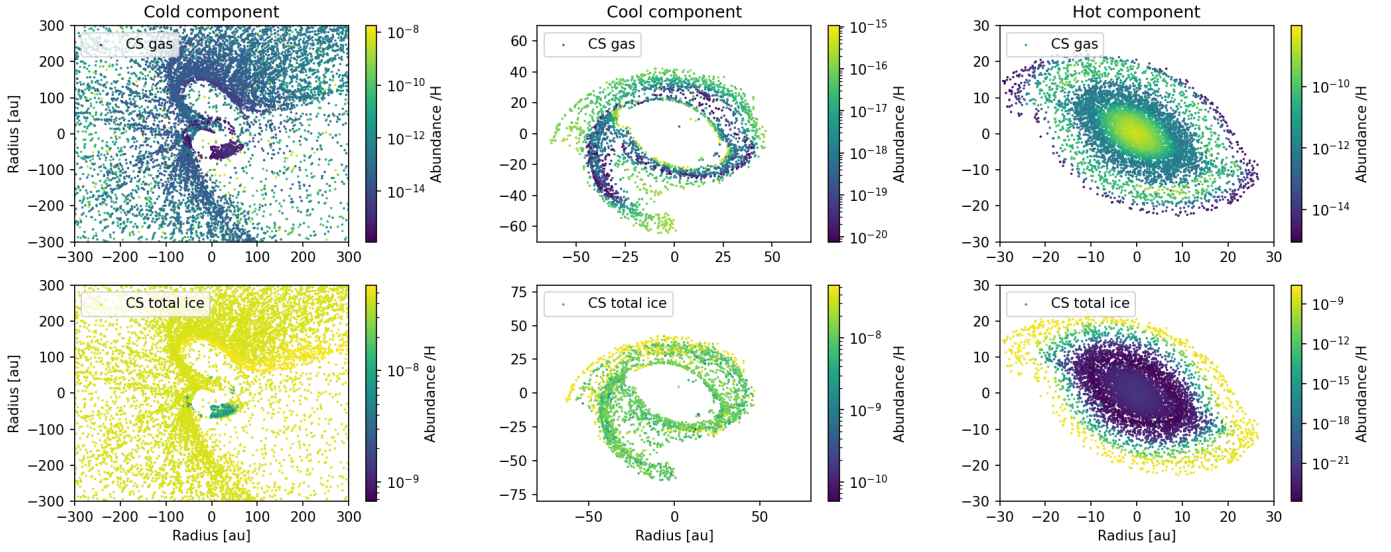 Cold component
Cool component
Hot component
CS gas
CS gas
CS gas
300
200
100
0
−100
−200
−300
Radius [au]
−300 −200 −100 0 100 200 300
10⁻⁸
10⁻¹⁰
10⁻¹²
10⁻¹⁴
Abundance /H
60
40
20
0
−20
−40
−60
−50 −25 0 25 50
10⁻¹⁵
10⁻¹⁶
10⁻¹⁷
10⁻¹⁸
10⁻¹⁹
10⁻²⁰
Abundance /H
30
20
10
0
−10
−20
−30
−30 −20 −10 0 10 20 30
10⁻¹⁰
10⁻¹²
10⁻¹⁴
Abundance /H
CS total ice
CS total ice
CS total ice
300
200
100
0
−100
−200
−300
Radius [au]
−300 −200 −100 0 100 200 300
Radius [au]
10⁻⁸
10⁻⁹
Abundance /H
75
50
25
0
−25
−50
−75
−50 0 50
Radius [au]
10⁻⁸
10⁻⁹
10⁻¹⁰
Abundance /H
30
20
10
0
−10
−20
−30
−30 −20 −10 0 10 20 30
Radius [au]
10⁻⁹
10⁻¹²
10⁻¹⁵
10⁻¹⁸
10⁻²¹
Abundance /H